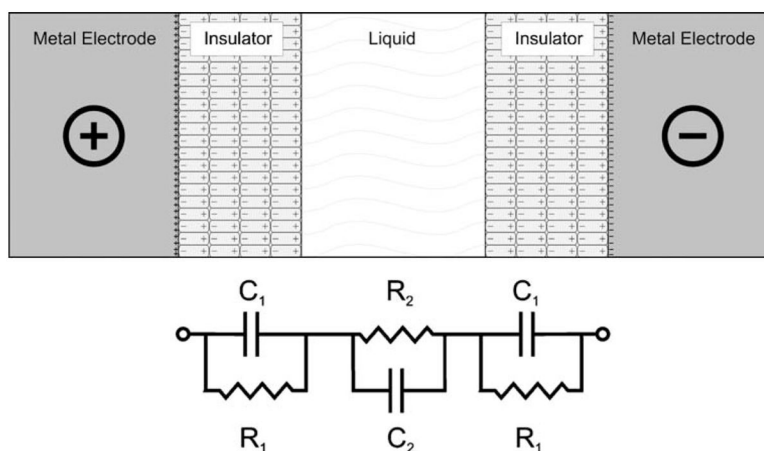 Metal Electrode Insulator Liquid Insulator Metal Electrode
+ −
C₁ R₂ C₁
R₁ C₂ R₁